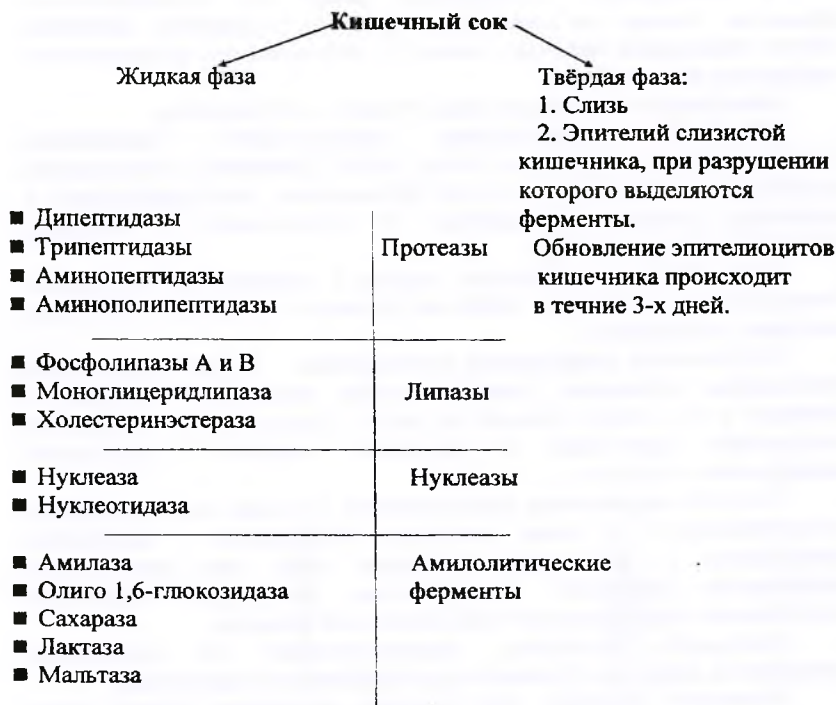 Кишечный сок
Жидкая фаза
Твёрдая фаза:
1. Слизь
2. Эпителий слизистой
кишечника, при разрушении
которого выделяются
ферменты.
Обновление эпителиоцитов
кишечника происходит
в течние 3-х дней.
■ Дипептидазы
■ Трипептидазы
■ Аминопептидазы
■ Аминополипептидазы
Протеазы
■ Фосфолипазы А и В
■ Моноглицеридлипаза
■ Холестеринэстераза
Липазы
■ Нуклеаза
■ Нуклеотидаза
Нуклеазы
■ Амилаза
■ Олиго 1,6-глюкозидаза
■ Сахараза
■ Лактаза
■ Мальтаза
Амилолитические
ферменты